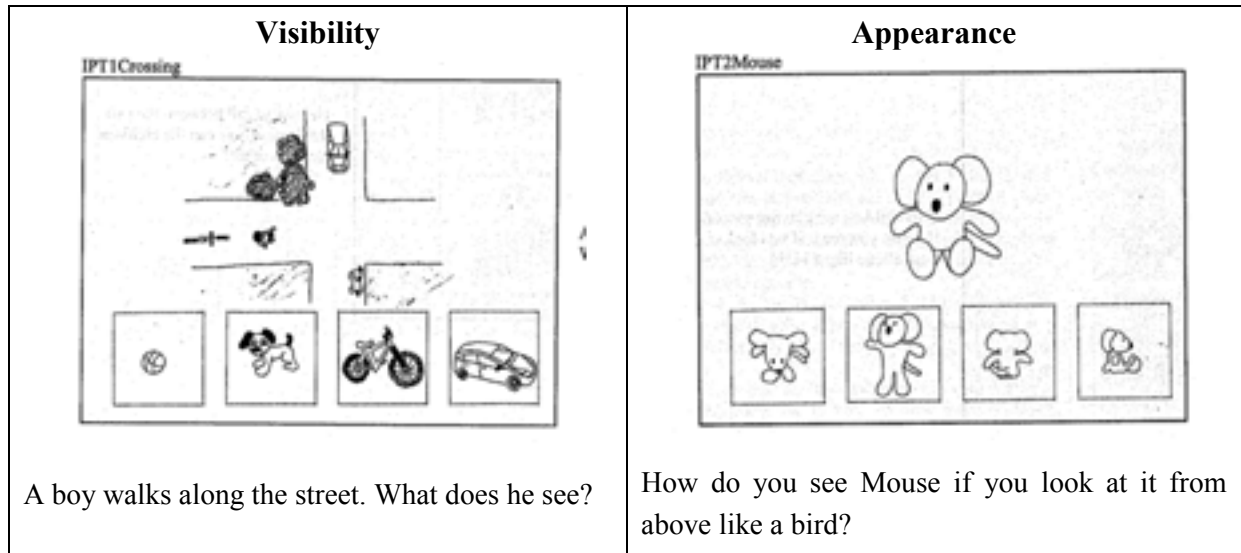 Visibility
IPT1Crossing
A boy walks along the street. What does he see?
Appearance
IPT2Mouse
How do you see Mouse if you look at it from
above like a bird?